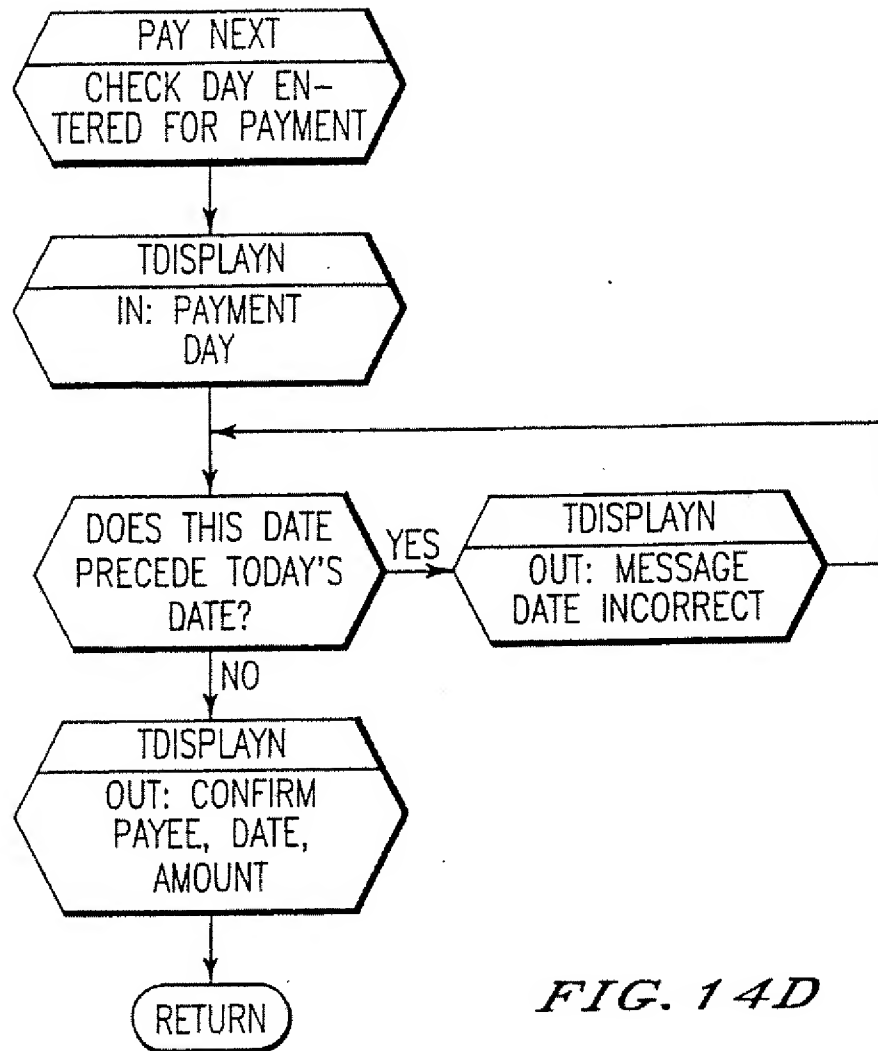 PAY NEXT
CHECK DAY EN-
TERED FOR PAYMENT
TDISPLAYN
IN: PAYMENT
DAY
DOES THIS DATE
PRECEDE TODAY'S
DATE?
YES
TDISPLAYN
OUT: MESSAGE
DATE INCORRECT
NO
TDISPLAYN
OUT: CONFIRM
PAYEE, DATE,
AMOUNT
RETURN
FIG. 14D